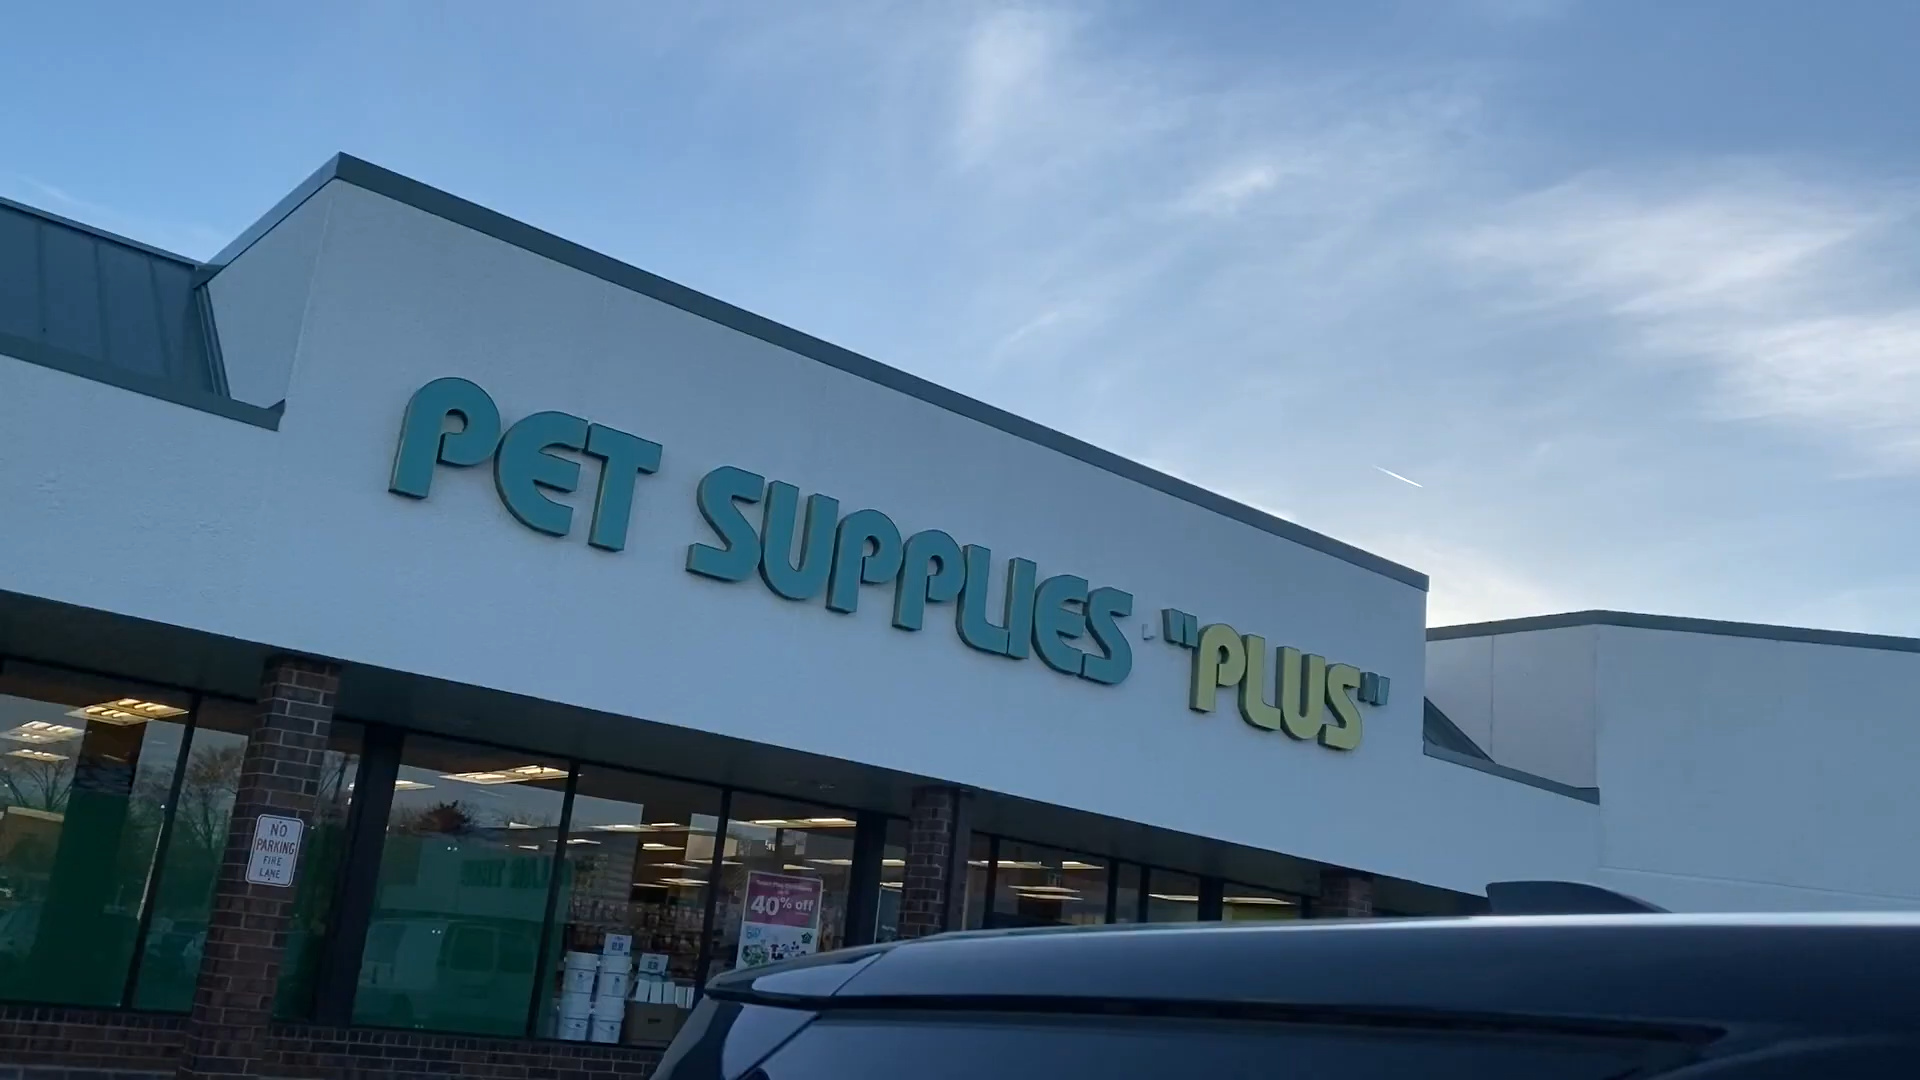 PET SUPPLIES "PLUS"
NO
PARKING
FIRE
LANE
40% off